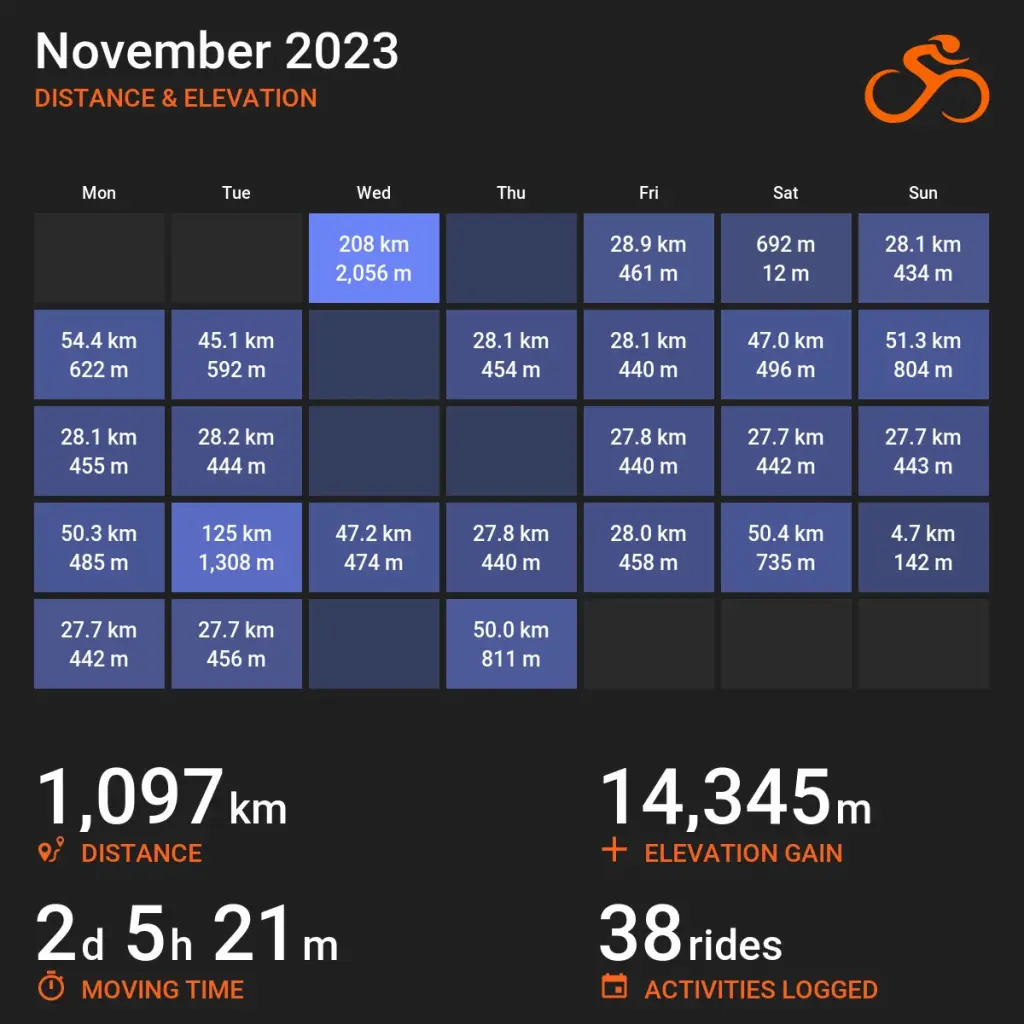 November 2023
DISTANCE & ELEVATION
Mon Tue Wed Thu Fri Sat Sun
208 km 28.9 km 692 m 28.1 km
2,056 m 461 m 12 m 434 m
54.4 km 45.1 km 28.1 km 28.1 km 47.0 km 51.3 km
622 m 592 m 454 m 440 m 496 m 804 m
28.1 km 28.2 km 27.8 km 27.7 km 27.7 km
455 m 444 m 440 m 442 m 443 m
50.3 km 125 km 47.2 km 27.8 km 28.0 km 50.4 km 4.7 km
485 m 1,308 m 474 m 440 m 458 m 735 m 142 m
27.7 km 27.7 km 50.0 km
442 m 456 m 811 m
1,097 km 14,345 m
DISTANCE ELEVATION GAIN
2d 5h 21m 38 rides
MOVING TIME ACTIVITIES LOGGED